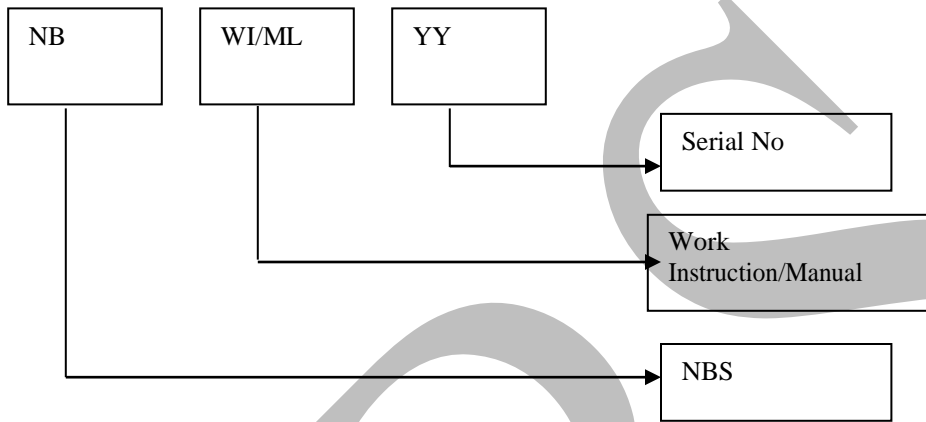 NB
WI/ML
YY
Serial No
Work
Instruction/Manual
NBS